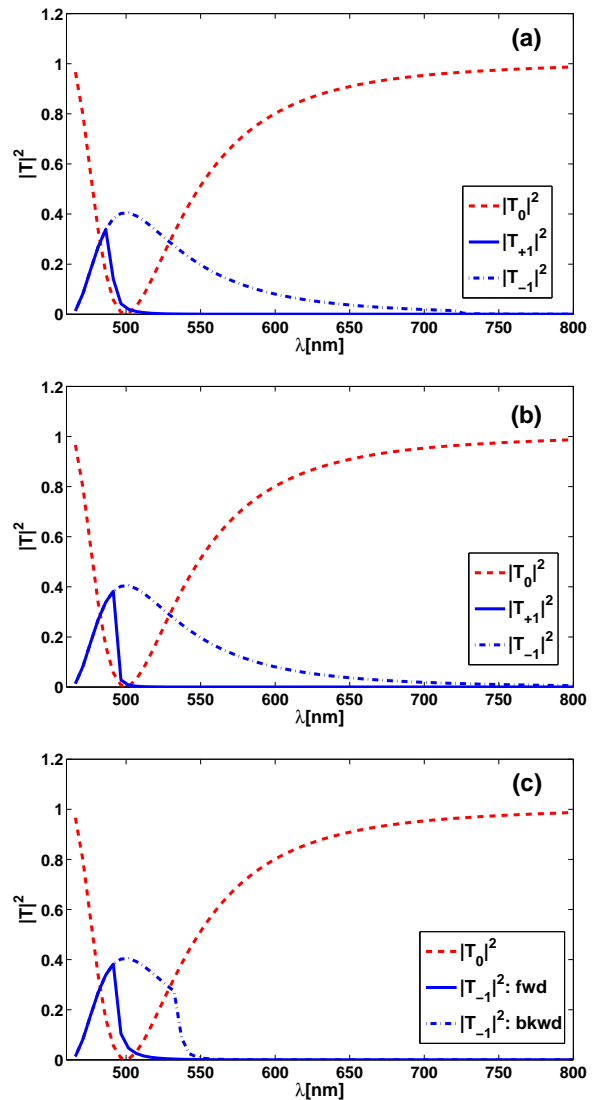 (a)
1.2
1
0.8
0.6
0.4
0.2
0
|T|²
|T₀|²
|T₊₁|²
|T₋₁|²
500 550 600 650 700 750 800
λ[nm]
(b)
1.2
1
0.8
0.6
0.4
0.2
0
|T|²
|T₀|²
|T₊₁|²
|T₋₁|²
500 550 600 650 700 750 800
λ[nm]
(c)
1.2
1
0.8
0.6
0.4
0.2
0
|T|²
|T₀|²
|T₋₁|²: fwd
|T₋₁|²: bkwd
500 550 600 650 700 750 800
λ[nm]